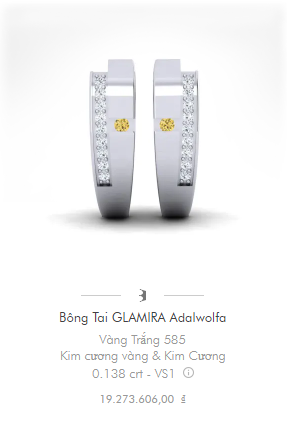 Bông Tai GLAMIRA Adalwolfa
Vàng Trắng 585
Kim cương vàng & Kim Cương
0.138 crt - VS1
19.273.606,00 ₫